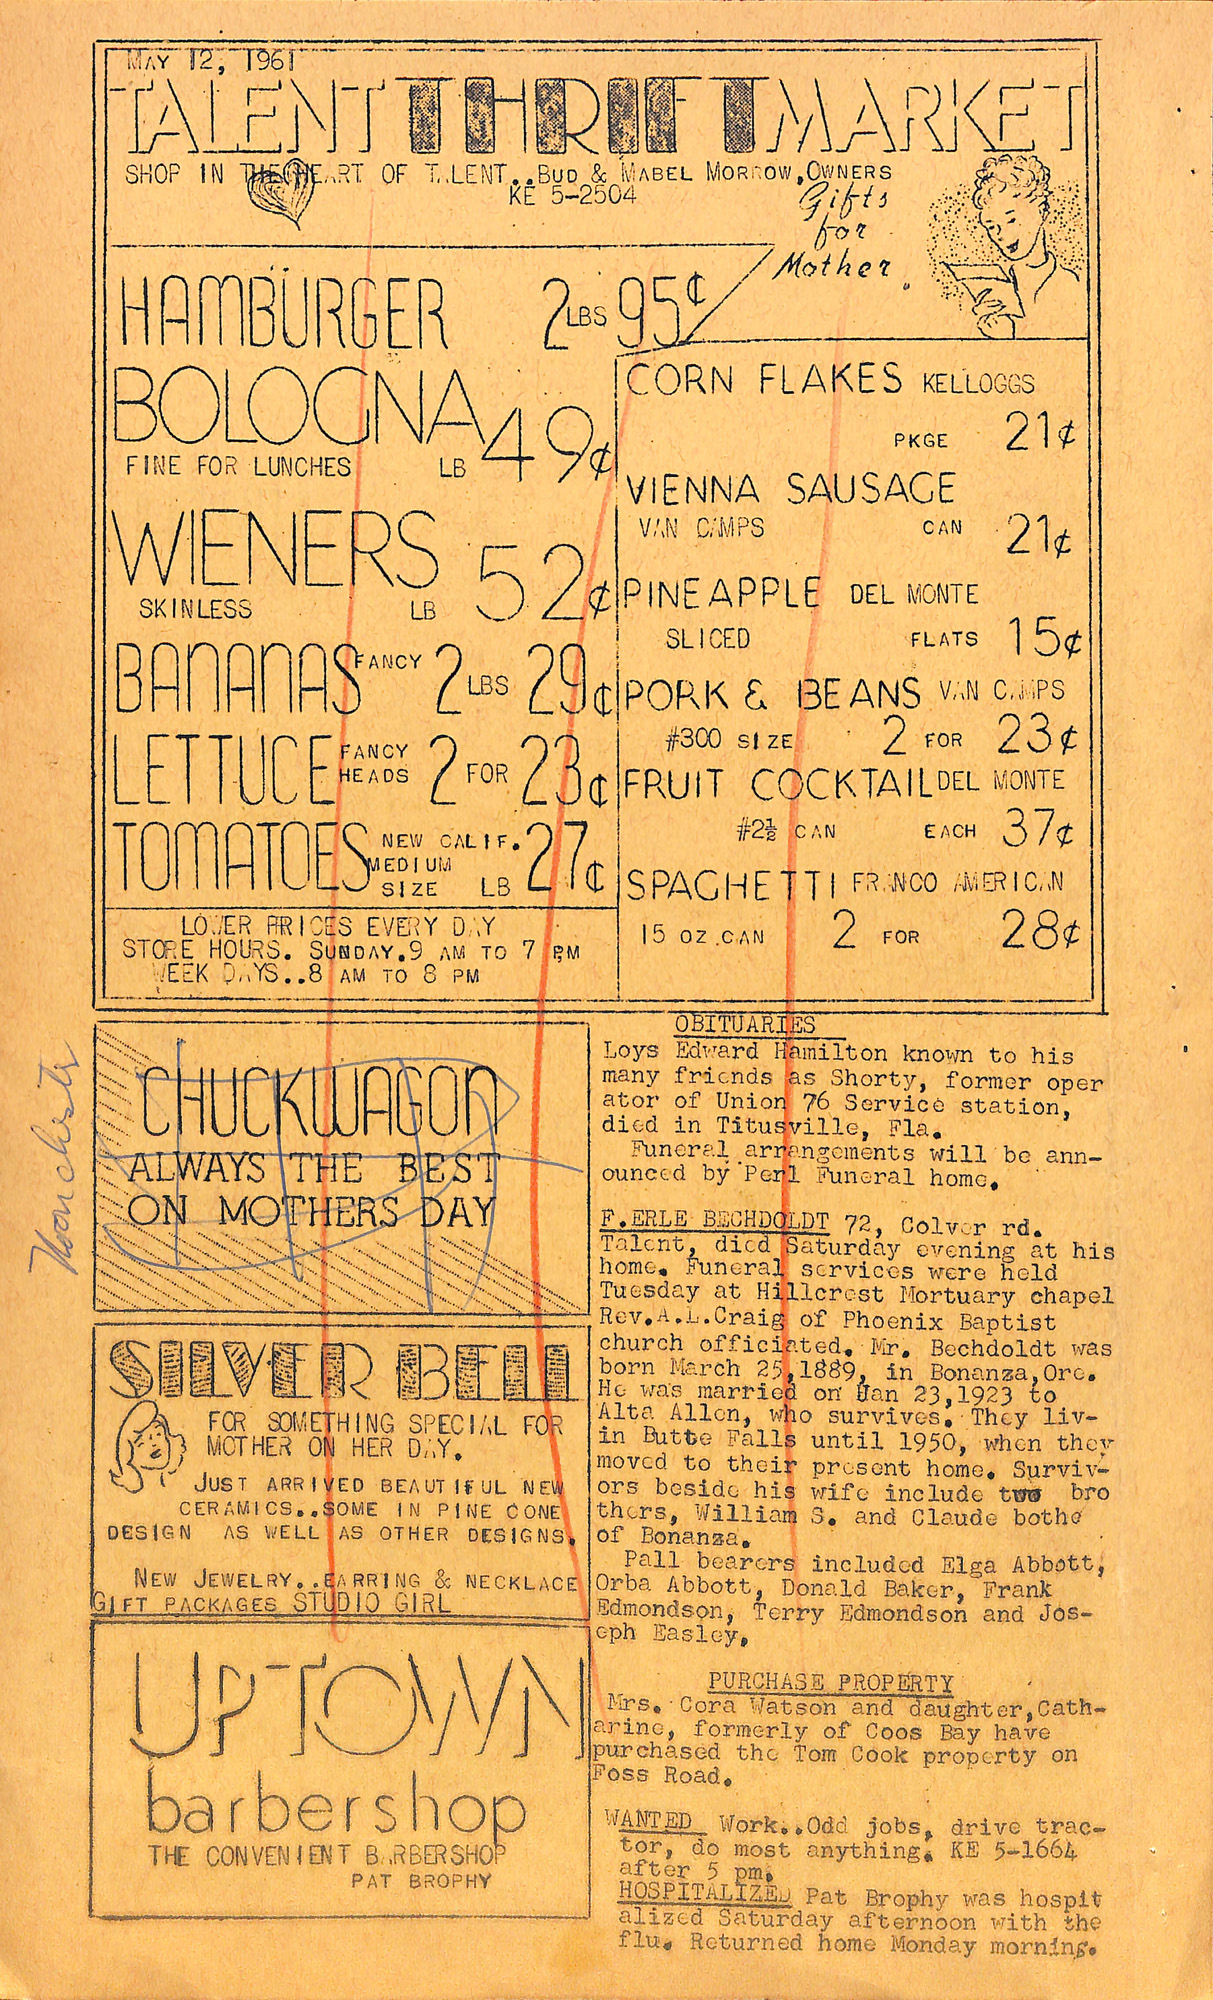 MAY 12, 1961
TALENT THRIFT MARKET
SHOP IN THE HEART OF TALENT..BUD & MABEL MORROW,OWNERS
KE 5-2504
Gifts
for
Mother
HAMBURGER 2 LBS 95¢
BOLOGNA 49¢
FINE FOR LUNCHES LB
WIENERS 52¢
SKINLESS LB
BANANAS FANCY 2 LBS 29¢
LETTUCE FANCY HEADS 2 FOR 23¢
TOMATOES NEW CALIF. 27¢
MEDIUM
SIZE LB
LOWER PRICES EVERY DAY
STORE HOURS. SUNDAY.9 AM TO 7 PM
WEEK DAYS..8 AM TO 8 PM
CORN FLAKES KELLOGGS
PKGE 21¢
VIENNA SAUSAGE
VAN CAMPS CAN 21¢
PINEAPPLE DEL MONTE
SLICED FLATS 15¢
PORK & BEANS VAN CAMPS
#300 SIZE 2 FOR 23¢
FRUIT COCKTAIL DEL MONTE
#2½ CAN EACH 37¢
SPAGHETTI FRANCO AMERICAN
15 OZ.CAN 2 FOR 28¢
CHUCKWAGON
ALWAYS THE BEST
ON MOTHERS DAY
SILVER BELL
FOR SOMETHING SPECIAL FOR
MOTHER ON HER DAY.
JUST ARRIVED BEAUTIFUL NEW
CERAMICS..SOME IN PINE CONE
DESIGN AS WELL AS OTHER DESIGNS.
NEW JEWELRY..EARRING & NECKLACE
GIFT PACKAGES STUDIO GIRL
UPTOWN
barbershop
THE CONVENIENT BARBERSHOP
PAT BROPHY
OBITUARIES
Loys Edward Hamilton known to his
many friends as Shorty, former oper
ator of Union 76 Service station,
died in Titusville, Fla.
Funeral arrangements will be ann-
ounced by Perl Funeral home.
F.ERLE BECHDOLDT 72, Colver rd.
Talent, died Saturday evening at his
home. Funeral services were held
Tuesday at Hillcrest Mortuary chapel
Rev.A.L.Craig of Phoenix Baptist
church officiated. Mr. Bechdoldt was
born March 25,1889, in Bonanza,Ore.
He was married on Jan 23,1923 to
Alta Allen, who survives. They liv-
in Butte Falls until 1950, when they
moved to their present home. Surviv-
ors beside his wife include two bro
thers, William S. and Claude bothe
of Bonanza.
Pall bearers included Elga Abbott,
Orba Abbott, Donald Baker, Frank
Edmondson, Terry Edmondson and Jos-
eph Easley,
PURCHASE PROPERTY
Mrs. Cora Watson and daughter,Cath-
arine, formerly of Coos Bay have
purchased the Tom Cook property on
Foss Road.
WANTED Work..Odd jobs, drive trac-
tor, do most anything. KE 5-1664
after 5 pm.
HOSPITALIZED Pat Brophy was hospit
alized Saturday afternoon with the
flu. Returned home Monday morning.